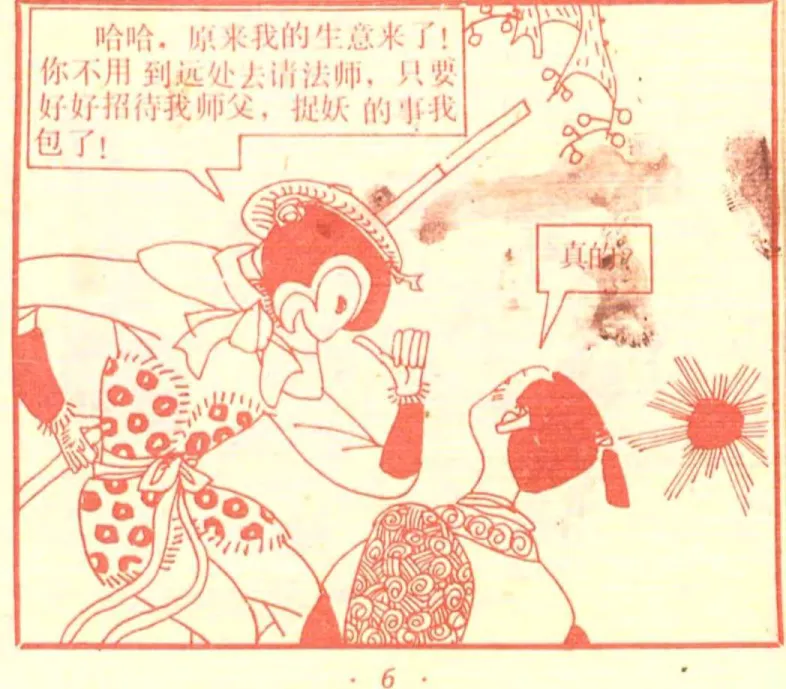 哈哈。原来我的生意来了!
你不用到远处去请法师,只要
好好招待我师父,捉妖的事我
包了!
真的?
· 6 ·